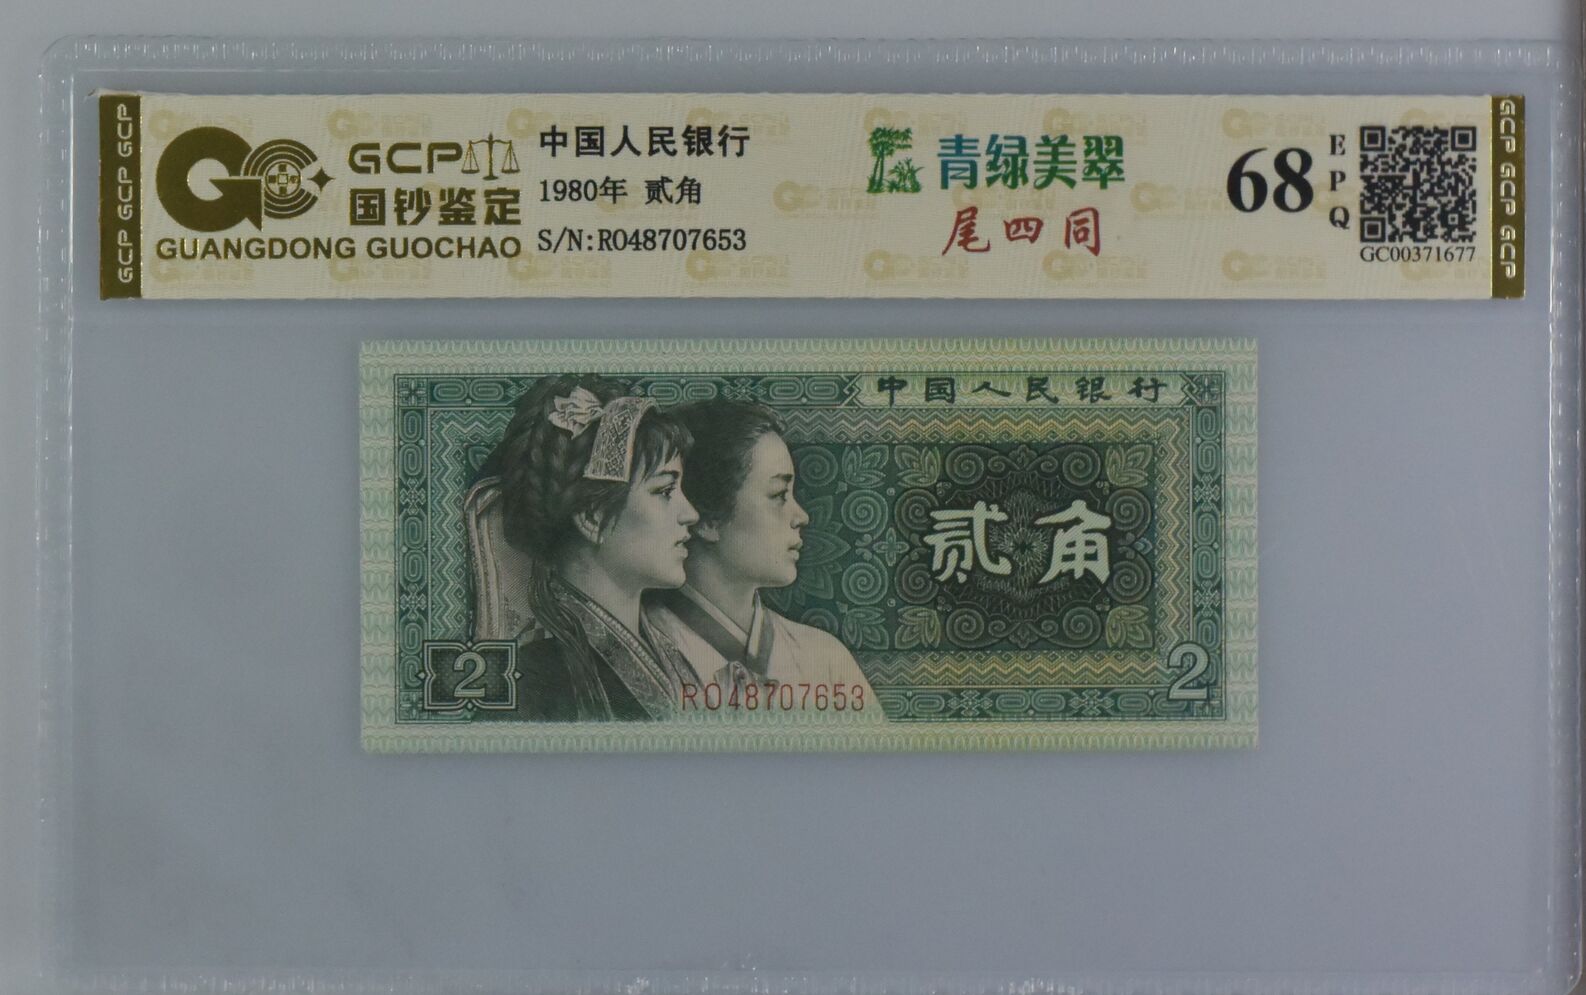 GCP GCP GCP
GCP
国钞鉴定
GUANGDONG GUOCHAO
中国人民银行
1980年 贰角
S/N:RO48707653
青绿美翠
尾四同
68
EPQ
GC00371677
GCP GCP GCP
中国人民银行
贰角
2
RO48707653
2